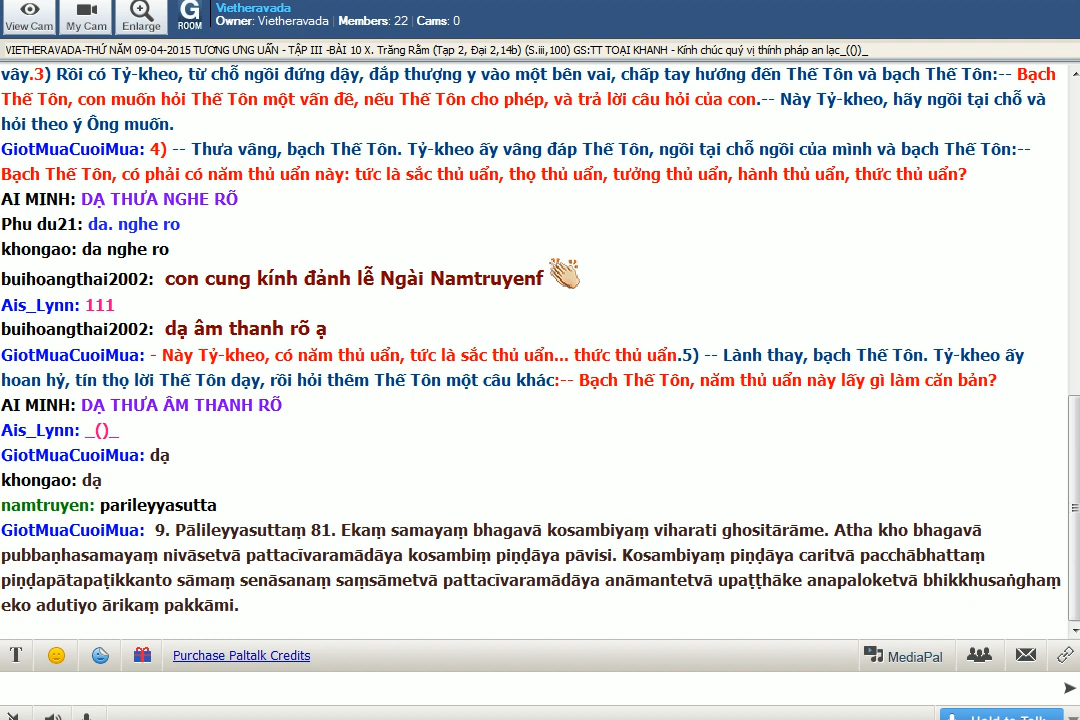 Vietheravada
Owner: Vietheravada | Members: 22 | Cams: 0
View Cam
My Cam
Enlarge
G
ROOM
VIETHERAVADA-THỨ NĂM 09-04-2015 TƯƠNG ƯNG UẨN - TẬP III -BÀI 10 X. Trăng Rằm (Tạp 2, Đại 2,14b) (S.iii,100) GS:TT TOẠI KHANH - Kính chúc quý vị thính pháp an lạc_(())_
vây.3) Rồi có Tỷ-kheo, từ chỗ ngồi đứng dậy, đắp thượng y vào một bên vai, chấp tay hướng đến Thế Tôn và bạch Thế Tôn:-- Bạch
Thế Tôn, con muốn hỏi Thế Tôn một vấn đề, nếu Thế Tôn cho phép, và trả lời câu hỏi của con.-- Này Tỷ-kheo, hãy ngồi tại chỗ và
hỏi theo ý Ông muốn.
GiotMuaCuoiMua: 4) -- Thưa vâng, bạch Thế Tôn. Tỷ-kheo ấy vâng đáp Thế Tôn, ngồi tại chỗ ngồi của mình và bạch Thế Tôn:--
Bạch Thế Tôn, có phải có năm thủ uẩn này: tức là sắc thủ uẩn, thọ thủ uẩn, tưởng thủ uẩn, hành thủ uẩn, thức thủ uẩn?
AI MINH: DẠ THƯA NGHE RÕ
Phu du21: da. nghe ro
khongao: da nghe ro
buihoangthai2002: con cung kính đảnh lễ Ngài Namtruyenf
Ais_Lynn: 111
buihoangthai2002: dạ âm thanh rõ ạ
GiotMuaCuoiMua: - Này Tỷ-kheo, có năm thủ uẩn, tức là sắc thủ uẩn... thức thủ uẩn.5) -- Lành thay, bạch Thế Tôn. Tỷ-kheo ấy
hoan hỷ, tín thọ lời Thế Tôn dạy, rồi hỏi thêm Thế Tôn một câu khác:-- Bạch Thế Tôn, năm thủ uẩn này lấy gì làm căn bản?
AI MINH: DẠ THƯA ÂM THANH RÕ
Ais_Lynn: _()_
GiotMuaCuoiMua: dạ
khongao: dạ
namtruyen: parileyyasutta
GiotMuaCuoiMua: 9. Pālileyyasuttaṃ 81. Ekaṃ samayaṃ bhagavā kosambiyaṃ viharati ghositārāme. Atha kho bhagavā
pubbaṇhasamayaṃ nivāsetvā pattacīvaramādāya kosambiṃ piṇḍāya pāvisi. Kosambiyaṃ piṇḍāya caritvā pacchābhattaṃ
piṇḍapātapaṭikkanto sāmaṃ senāsanaṃ saṃsāmetvā pattacīvaramādāya anāmantetvā upaṭṭhāke anapaloketvā bhikkhusaṅghaṃ
eko adutiyo ārikaṃ pakkāmi.
T
Purchase Paltalk Credits
MediaPal
Hold to Talk